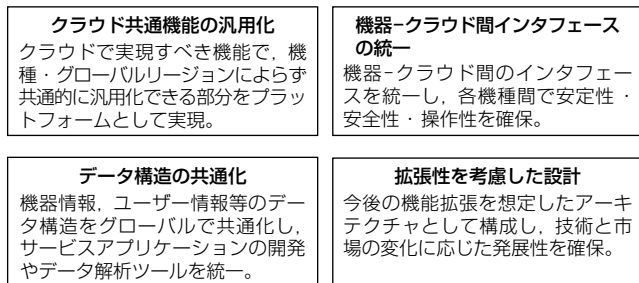 クラウド共通機能の汎用化
クラウドで実現すべき機能で，機
種・グローバルリージョンによらず
共通的に汎用化できる部分をプラッ
トフォームとして実現。
機器−クラウド間インタフェース
の統一
機器−クラウド間のインタフェー
スを統一し，各機種間で安定性・
安全性・操作性を確保。
データ構造の共通化
機器情報，ユーザー情報等のデー
タ構造をグローバルで共通化し，
サービスアプリケーションの開発
やデータ解析ツールを統一。
拡張性を考慮した設計
今後の機能拡張を想定したアーキ
テクチャとして構成し，技術と市
場の変化に応じた発展性を確保。